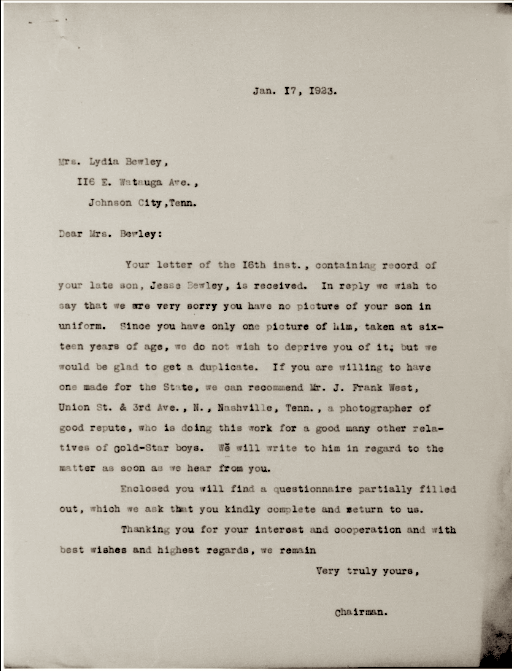 Jan. I7, I923.
Mrs. Lydia Bewley,
II6 E. Watauga Ave.,
Johnson City,Tenn.
Dear Mrs. Bewley:
Your letter of the I6th inst., containing record of
your late son, Jesse Bewley, is received. In reply we wish to
say that we are very sorry you have no picture of your son in
uniform. Since you have only one picture of him, taken at six-
teen years of age, we do not wish to deprive you of it; but we
would be glad to get a duplicate. If you are willing to have
one made for the State, we can recommend Mr. J. Frank West,
Union St. & 3rd Ave., N., Nashville, Tenn., a photographer of
good repute, who is doing this work for a good many other rela-
tives of gold-Star boys. We will write to him in regard to the
matter as soon as we hear from you.
Enclosed you will find a questionnaire partially filled
out, which we ask that you kindly complete and return to us.
Thanking you for your interest and cooperation and with
best wishes and highest regards, we remain
Very truly yours,
Chairman.